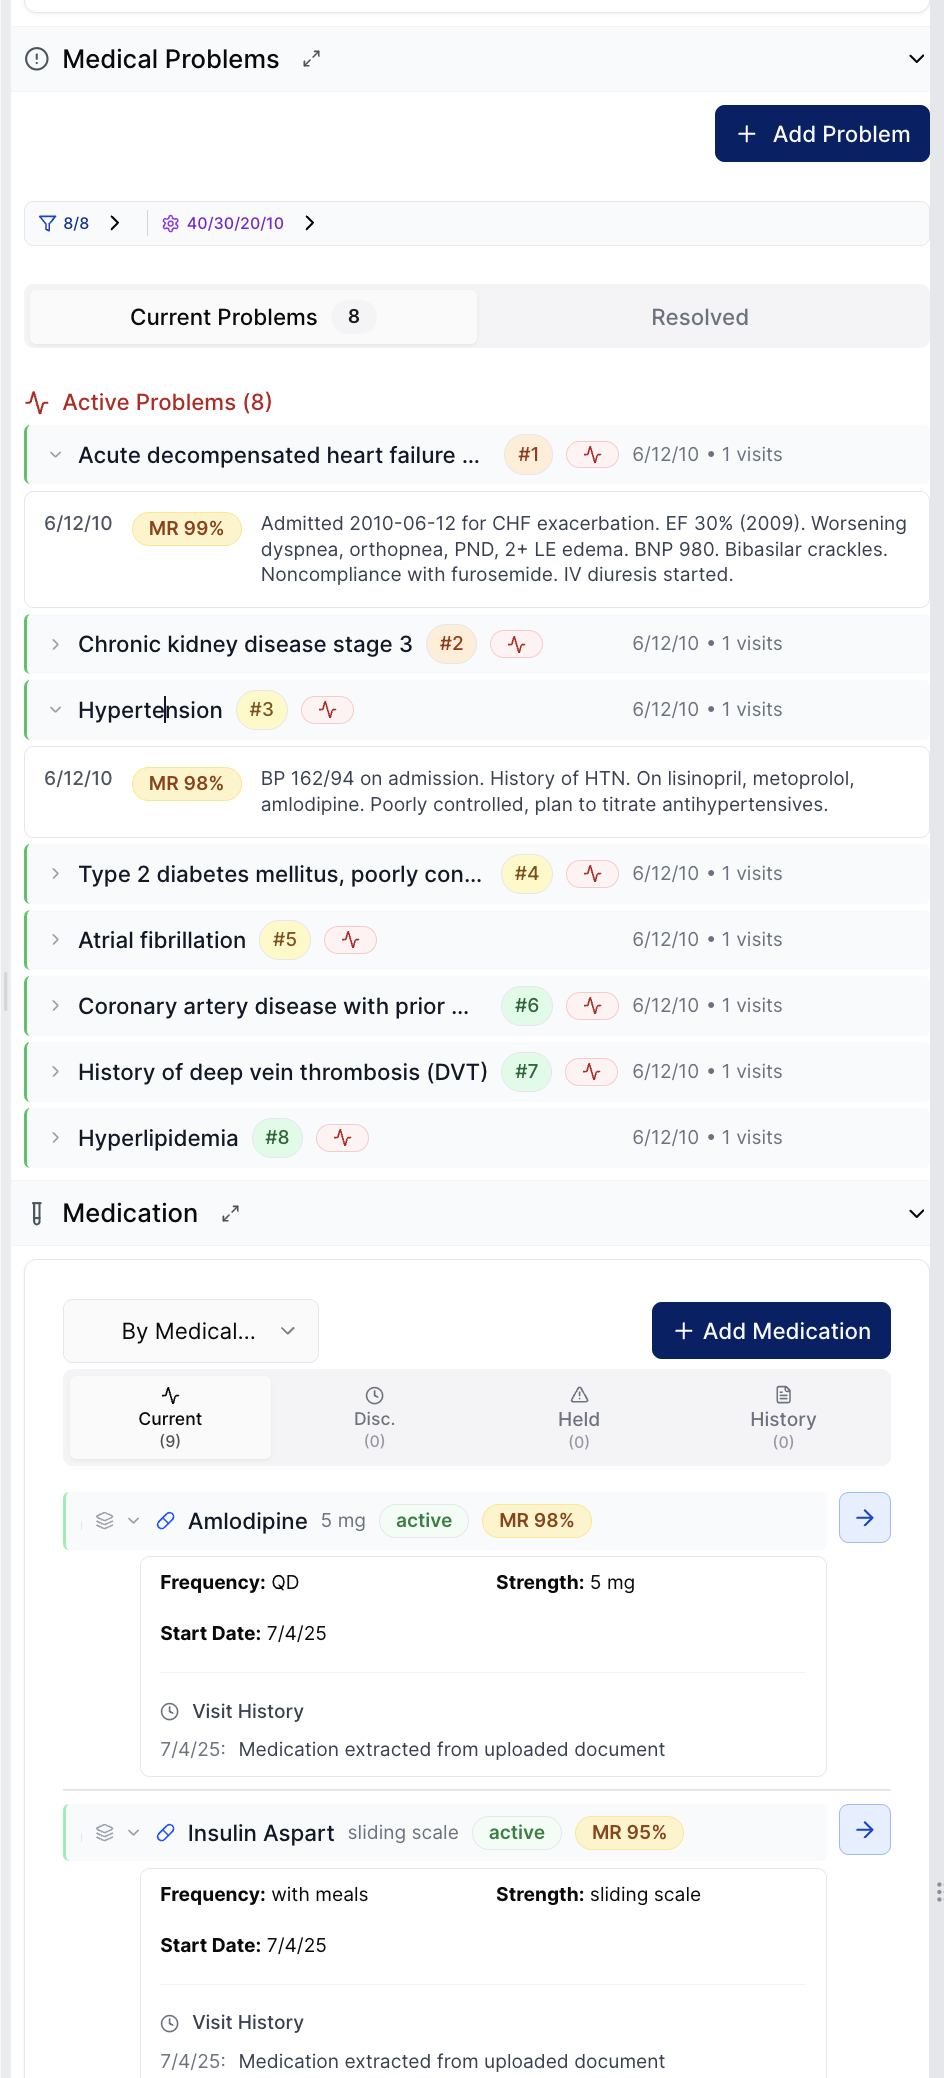 Medical Problems
+ Add Problem
8/8
40/30/20/10
Current Problems 8
Resolved
Active Problems (8)
Acute decompensated heart failure ... #1 6/12/10 • 1 visits
6/12/10 MR 99% Admitted 2010-06-12 for CHF exacerbation. EF 30% (2009). Worsening
dyspnea, orthopnea, PND, 2+ LE edema. BNP 980. Bibasilar crackles.
Noncompliance with furosemide. IV diuresis started.
Chronic kidney disease stage 3 #2 6/12/10 • 1 visits
Hypertension #3 6/12/10 • 1 visits
6/12/10 MR 98% BP 162/94 on admission. History of HTN. On lisinopril, metoprolol,
amlodipine. Poorly controlled, plan to titrate antihypertensives.
Type 2 diabetes mellitus, poorly con... #4 6/12/10 • 1 visits
Atrial fibrillation #5 6/12/10 • 1 visits
Coronary artery disease with prior ... #6 6/12/10 • 1 visits
History of deep vein thrombosis (DVT) #7 6/12/10 • 1 visits
Hyperlipidemia #8 6/12/10 • 1 visits
Medication
By Medical...
+ Add Medication
Current
(9)
Disc.
(0)
Held
(0)
History
(0)
Amlodipine 5 mg active MR 98%
Frequency: QD
Strength: 5 mg
Start Date: 7/4/25
Visit History
7/4/25: Medication extracted from uploaded document
Insulin Aspart sliding scale active MR 95%
Frequency: with meals
Strength: sliding scale
Start Date: 7/4/25
Visit History
7/4/25: Medication extracted from uploaded document